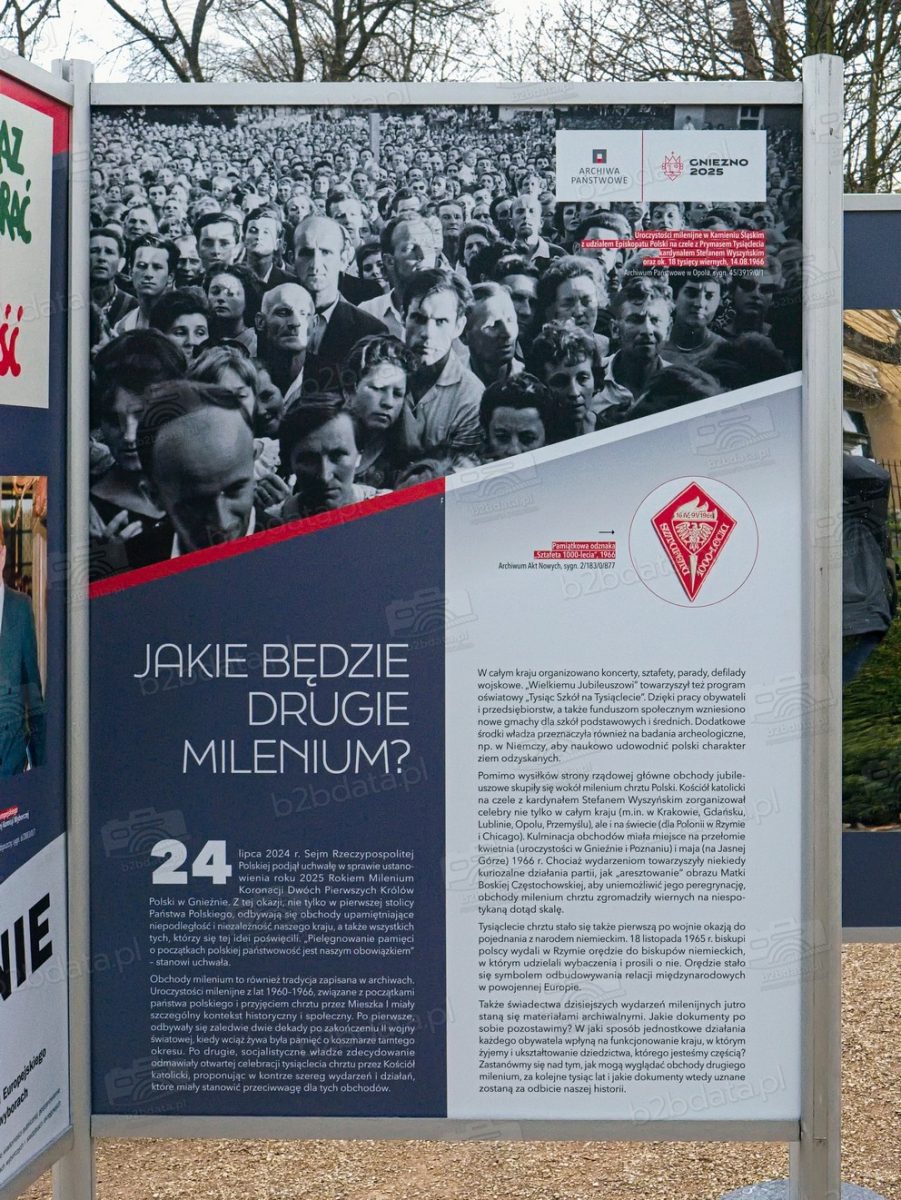 AZ
RAĆ
ŚĆ
ARCHIWA
PAŃSTWOWE
GNIEZNO
2025
Uroczystości milenijne w Kamieniu Śląskim
z udziałem Episkopatu Polski na czele z Prymasem Tysiąclecia
kardynałem Stefanem Wyszyńskim
oraz ok. 18 tysięcy wiernych, 14.08.1966
Archiwum Państwowe w Opolu, sygn. 45/3919/0/1
Pamiątkowa odznaka
„Sztafeta 1000-lecia”, 1966
Archiwum Akt Nowych, sygn. 2/183/0/877
SZTAFETA
1000-LECIA
JAKIE BĘDZIE
DRUGIE
MILENIUM?
24 lipca 2024 r. Sejm Rzeczypospolitej
Polskiej podjął uchwałę w sprawie ustano-
wienia roku 2025 Rokiem Milenium
Koronacji Dwóch Pierwszych Królów
Polski w Gnieźnie. Z tej okazji, nie tylko w pierwszej stolicy
Państwa Polskiego, odbywają się obchody upamiętniające
niepodległość i niezależność naszego kraju, a także wszystkich
tych, którzy się tej idei poświęcili. „Pielęgnowanie pamięci
o początkach polskiej państwowości jest naszym obowiązkiem”
– stanowi uchwała.
Obchody milenium to również tradycja zapisana w archiwach.
Uroczystości milenijne z lat 1960–1966, związane z początkami
państwa polskiego i przyjęciem chrztu przez Mieszka I miały
szczególny kontekst historyczny i społeczny. Po pierwsze,
odbywały się zaledwie dwie dekady po zakończeniu II wojny
światowej, kiedy wciąż żywa była pamięć o koszmarze tamtego
okresu. Po drugie, socjalistyczne władze zdecydowanie
odmawiały otwartej celebracji tysiąclecia chrztu przez Kościół
katolicki, proponując w kontrze szereg wydarzeń i działań,
które miały stanowić przeciwwagę dla tych obchodów.
W całym kraju organizowano koncerty, sztafety, parady, defilady
wojskowe. „Wielkiemu Jubileuszowi” towarzyszył też program
oświatowy „Tysiąc Szkół na Tysiąclecie”. Dzięki pracy obywateli
i przedsiębiorstw, a także funduszom społecznym wzniesiono
nowe gmachy dla szkół podstawowych i średnich. Dodatkowe
środki władza przeznaczyła również na badania archeologiczne,
np. w Niemczy, aby naukowo udowodnić polski charakter
ziem odzyskanych.
Pomimo wysiłków strony rządowej główne obchody jubile-
uszowe skupiły się wokół milenium chrztu Polski. Kościół katolicki
na czele z kardynałem Stefanem Wyszyńskim zorganizował
celebry nie tylko w całym kraju (m.in. w Krakowie, Gdańsku,
Lublinie, Opolu, Przemyślu), ale i na świecie (dla Polonii w Rzymie
i Chicago). Kulminacja obchodów miała miejsce na przełomie
kwietnia (uroczystości w Gnieźnie i Poznaniu) i maja (na Jasnej
Górze) 1966 r. Chociaż wydarzeniom towarzyszyły niekiedy
kuriozalne działania partii, jak „aresztowanie” obrazu Matki
Boskiej Częstochowskiej, aby uniemożliwić jego peregrynację,
obchody milenium chrztu zgromadziły wiernych na niespo-
tykaną dotąd skalę.
Tysiąclecie chrztu stało się także pierwszą po wojnie okazją do
pojednania z narodem niemieckim. 18 listopada 1965 r. biskupi
polscy wydali w Rzymie orędzie do biskupów niemieckich,
w którym udzielali wybaczenia i prosili o nie. Orędzie stało
się symbolem odbudowywania relacji międzynarodowych
w powojennej Europie.
Także świadectwa dzisiejszych wydarzeń milenijnych jutro
staną się materiałami archiwalnymi. Jakie dokumenty po
sobie pozostawimy? W jaki sposób jednostkowe działania
każdego obywatela wpłyną na funkcjonowanie kraju, w którym
żyjemy i ukształtowanie dziedzictwa, którego jesteśmy częścią?
Zastanówmy się nad tym, jak mogą wyglądać obchody drugiego
milenium, za kolejne tysiąc lat i jakie dokumenty wtedy uznane
zostaną za odbicie naszej historii.
NIE
Europejskiego
wyborach
b2bdata.pl